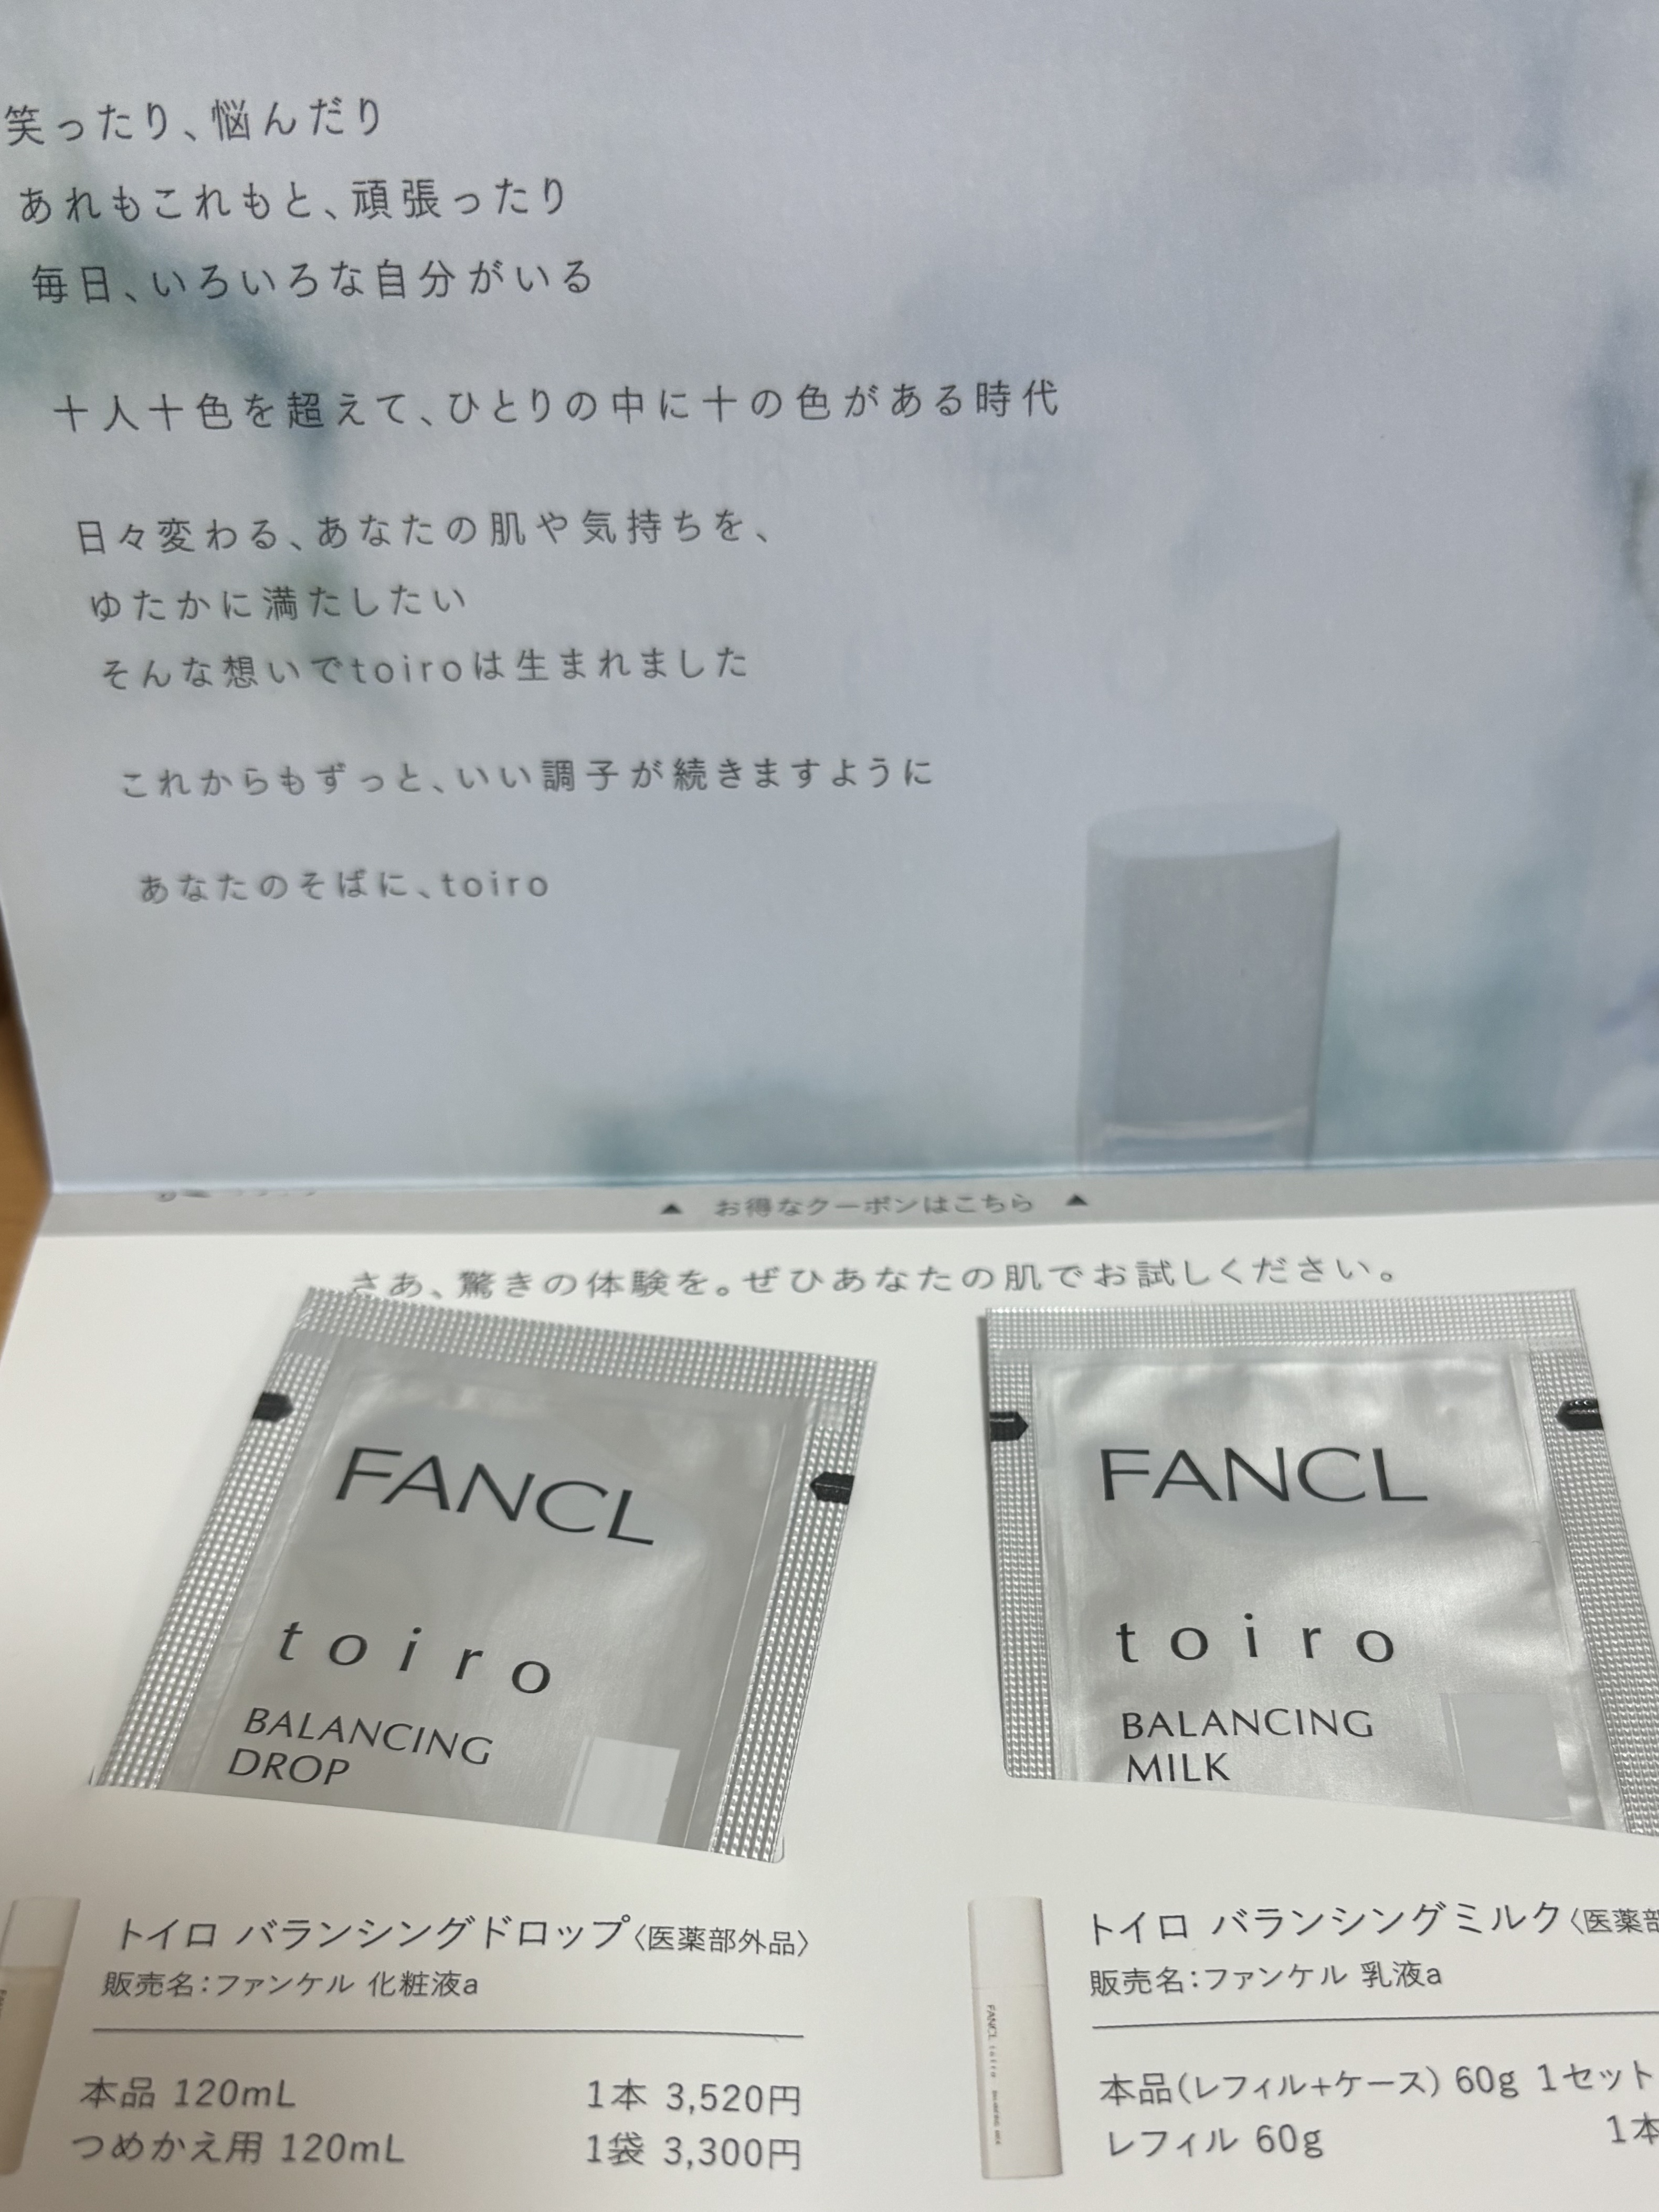 笑ったり、悩んだり
あれもこれもと、頑張ったり
毎日、いろいろな自分がいる
十人十色を超えて、ひとりの中に十の色がある時代
日々変わる、あなたの肌や気持ちを、
ゆたかに満たしたい
そんな想いでtoiroは生まれました
これからもずっと、いい調子が続きますように
あなたのそばに、toiro
▲ お得なクーポンはこちら ▲
さあ、驚きの体験を。ぜひあなたの肌でお試しください。
FANCL
toiro
BALANCING
DROP
FANCL
toiro
BALANCING
MILK
トイロ バランシングドロップ〈医薬部外品〉
販売名：ファンケル 化粧液a
本品 120mL 1本 3,520円
つめかえ用 120mL 1袋 3,300円
トイロ バランシングミルク〈医薬部
販売名：ファンケル 乳液a
本品（レフィル+ケース） 60g 1セット
レフィル 60g 1本
FANCL toiro